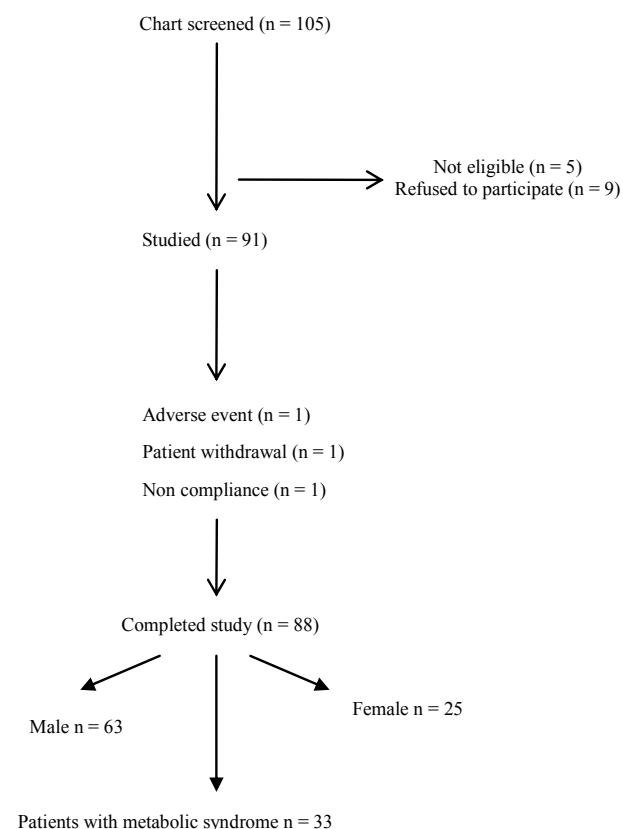 Chart screened (n = 105)
Not eligible (n = 5)
Refused to participate (n = 9)
Studied (n = 91)
Adverse event (n = 1)
Patient withdrawal (n = 1)
Non compliance (n = 1)
Completed study (n = 88)
Male n = 63
Female n = 25
Patients with metabolic syndrome n = 33